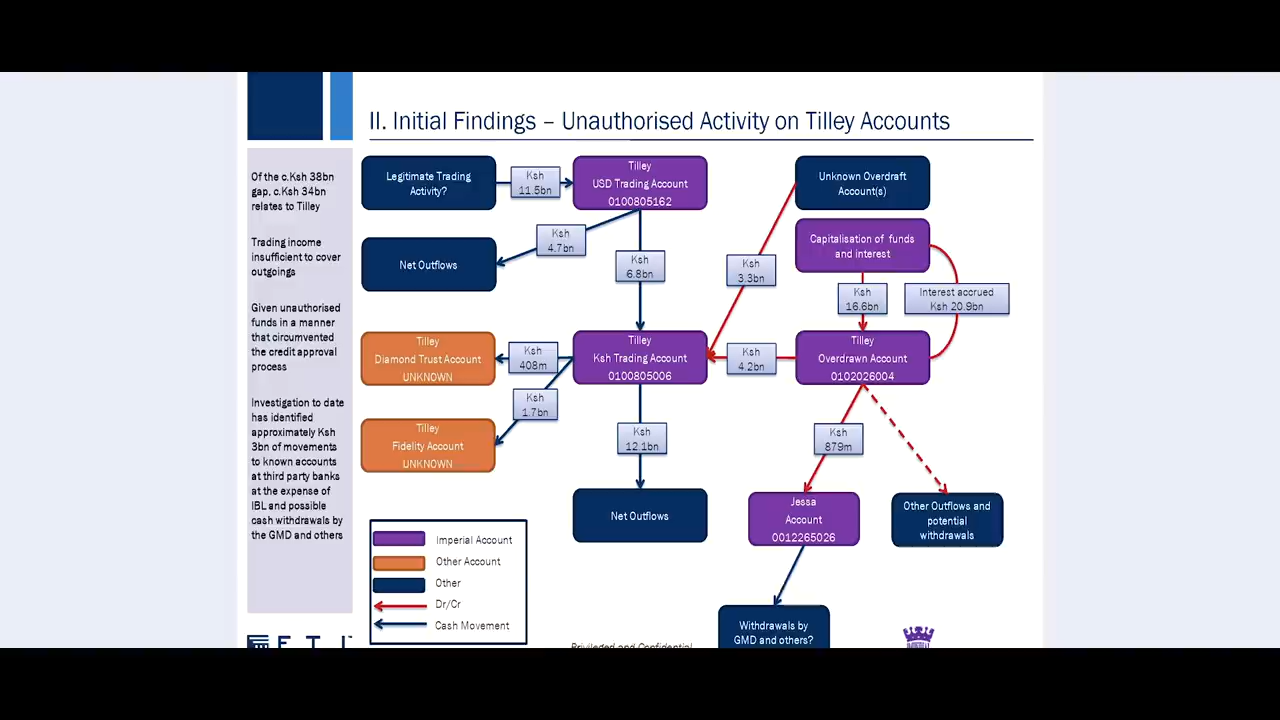 II. Initial Findings – Unauthorised Activity on Tilley Accounts
Of the c.Ksh 38bn
gap, c.Ksh 34bn
relates to Tilley
Trading income
insufficient to cover
outgoings
Given unauthorised
funds in a manner
that circumvented
the credit approval
process
Investigation to date
has identified
approximately Ksh
3bn of movements
to known accounts
at third party banks
at the expense of
IBL and possible
cash withdrawals by
the GMD and others
Legitimate Trading
Activity?
Ksh
11.5bn
Tilley
USD Trading Account
0100805162
Unknown Overdraft
Account(s)
Ksh
4.7bn
Net Outflows
Ksh
6.8bn
Ksh
3.3bn
Capitalisation of funds
and interest
Ksh
16.6bn
Interest accrued
Ksh 20.9bn
Tilley
Diamond Trust Account
UNKNOWN
Ksh
408m
Tilley
Ksh Trading Account
0100805006
Ksh
4.2bn
Tilley
Overdrawn Account
0102026004
Ksh
1.7bn
Tilley
Fidelity Account
UNKNOWN
Ksh
12.1bn
Ksh
879m
Net Outflows
Jessa
Account
0012265026
Other Outflows and
potential
withdrawals
Imperial Account
Other Account
Other
Dr/Cr
Cash Movement
Withdrawals by
GMD and others?
F T I
Privileged and Confidential